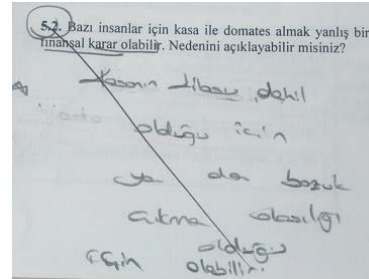 5.2. Bazı insanlar için kasa ile domates almak yanlış bir
finansal karar olabilir. Nedenini açıklayabilir misiniz?
Kasanın darası dahil
olduğu için
ya da bozuk
çıkma olasılığı
olduğu
için olabilir.